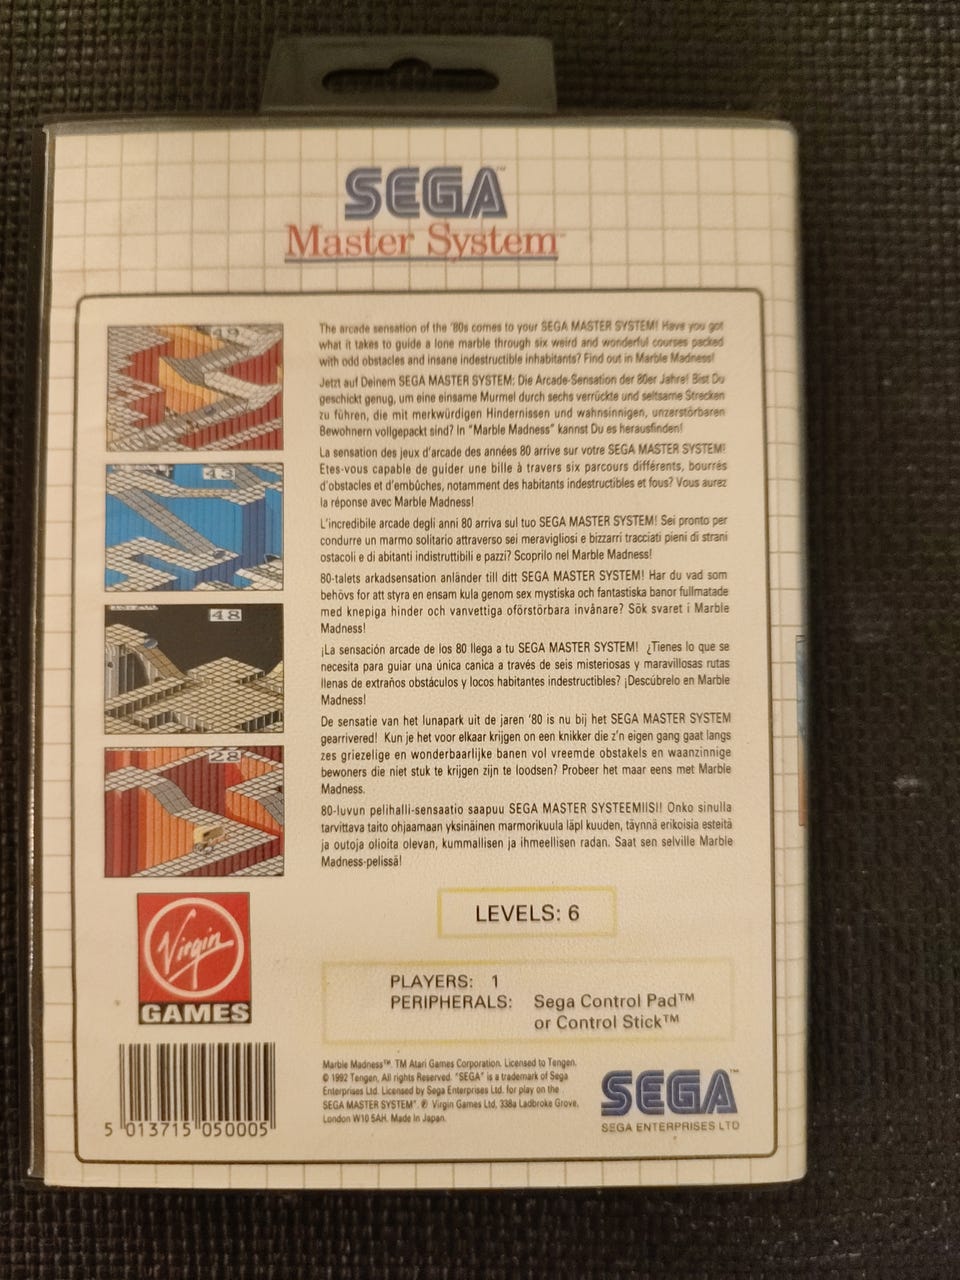 SEGA™
Master System™
49
43
48
28
The arcade sensation of the '80s comes to your SEGA MASTER SYSTEM! Have you got
what it takes to guide a lone marble through six weird and wonderful courses packed
with odd obstacles and insane indestructible inhabitants? Find out in Marble Madness!
Jetzt auf Deinem SEGA MASTER SYSTEM: Die Arcade-Sensation der 80er Jahre! Bist Du
geschickt genug, um eine einsame Murmel durch sechs verrückte und seltsame Strecken
zu führen, die mit merkwürdigen Hindernissen und wahnsinnigen, unzerstörbaren
Bewohnern vollgepackt sind? In "Marble Madness" kannst Du es herausfinden!
La sensation des jeux d'arcade des années 80 arrive sur votre SEGA MASTER SYSTEM!
Etes-vous capable de guider une bille à travers six parcours différents, bourrés
d'obstacles et d'embûches, notamment des habitants indestructibles et fous? Vous aurez
la réponse avec Marble Madness!
L'incredibile arcade degli anni 80 arriva sul tuo SEGA MASTER SYSTEM! Sei pronto per
condurre un marmo solitario attraverso sei meravigliosi e bizzarri tracciati pieni di strani
ostacoli e di abitanti indistruttibili e pazzi? Scoprilo nel Marble Madness!
80-talets arkadsensation anländer till ditt SEGA MASTER SYSTEM! Har du vad som
behövs for att styra en ensam kula genom sex mystiska och fantastiska banor fullmatade
med knepiga hinder och vanvettiga oförstörbara invånare? Sök svaret i Marble
Madness!
¡La sensación arcade de los 80 llega a tu SEGA MASTER SYSTEM! ¿Tienes lo que se
necesita para guiar una única canica a través de seis misteriosas y maravillosas rutas
llenas de extraños obstáculos y locos habitantes indestructibles? ¡Descúbrelo en Marble
Madness!
De sensatie van het lunapark uit de jaren '80 is nu bij het SEGA MASTER SYSTEM
gearrivered! Kun je het voor elkaar krijgen on een knikker die z'n eigen gang gaat langs
zes griezelige en wonderbaarlijke banen vol vreemde obstakels en waanzinnige
bewoners die niet stuk te krijgen zijn te loodsen? Probeer het maar eens met Marble
Madness.
80-luvun pelihalli-sensaatio saapuu SEGA MASTER SYSTEEMIISI! Onko sinulla
tarvittava taito ohjaamaan yksinäinen marmorikuula läpl kuuden, täynnä erikoisia esteitä
ja outoja olioita olevan, kummallisen ja ihmeellisen radan. Saat sen selville Marble
Madness-pelissä!
Virgin
GAMES
LEVELS: 6
PLAYERS: 1
PERIPHERALS: Sega Control Pad™
or Control Stick™
Marble Madness™. TM Atari Games Corporation. Licensed to Tengen.
© 1992 Tengen, All rights Reserved. "SEGA" is a trademark of Sega
Enterprises Ltd. Licensed by Sega Enterprises Ltd. for play on the
SEGA MASTER SYSTEM". ℗ Virgin Games Ltd, 338a Ladbroke Grove,
London W10 5AH. Made in Japan.
SEGA™
SEGA ENTERPRISES LTD
5 013715 050005